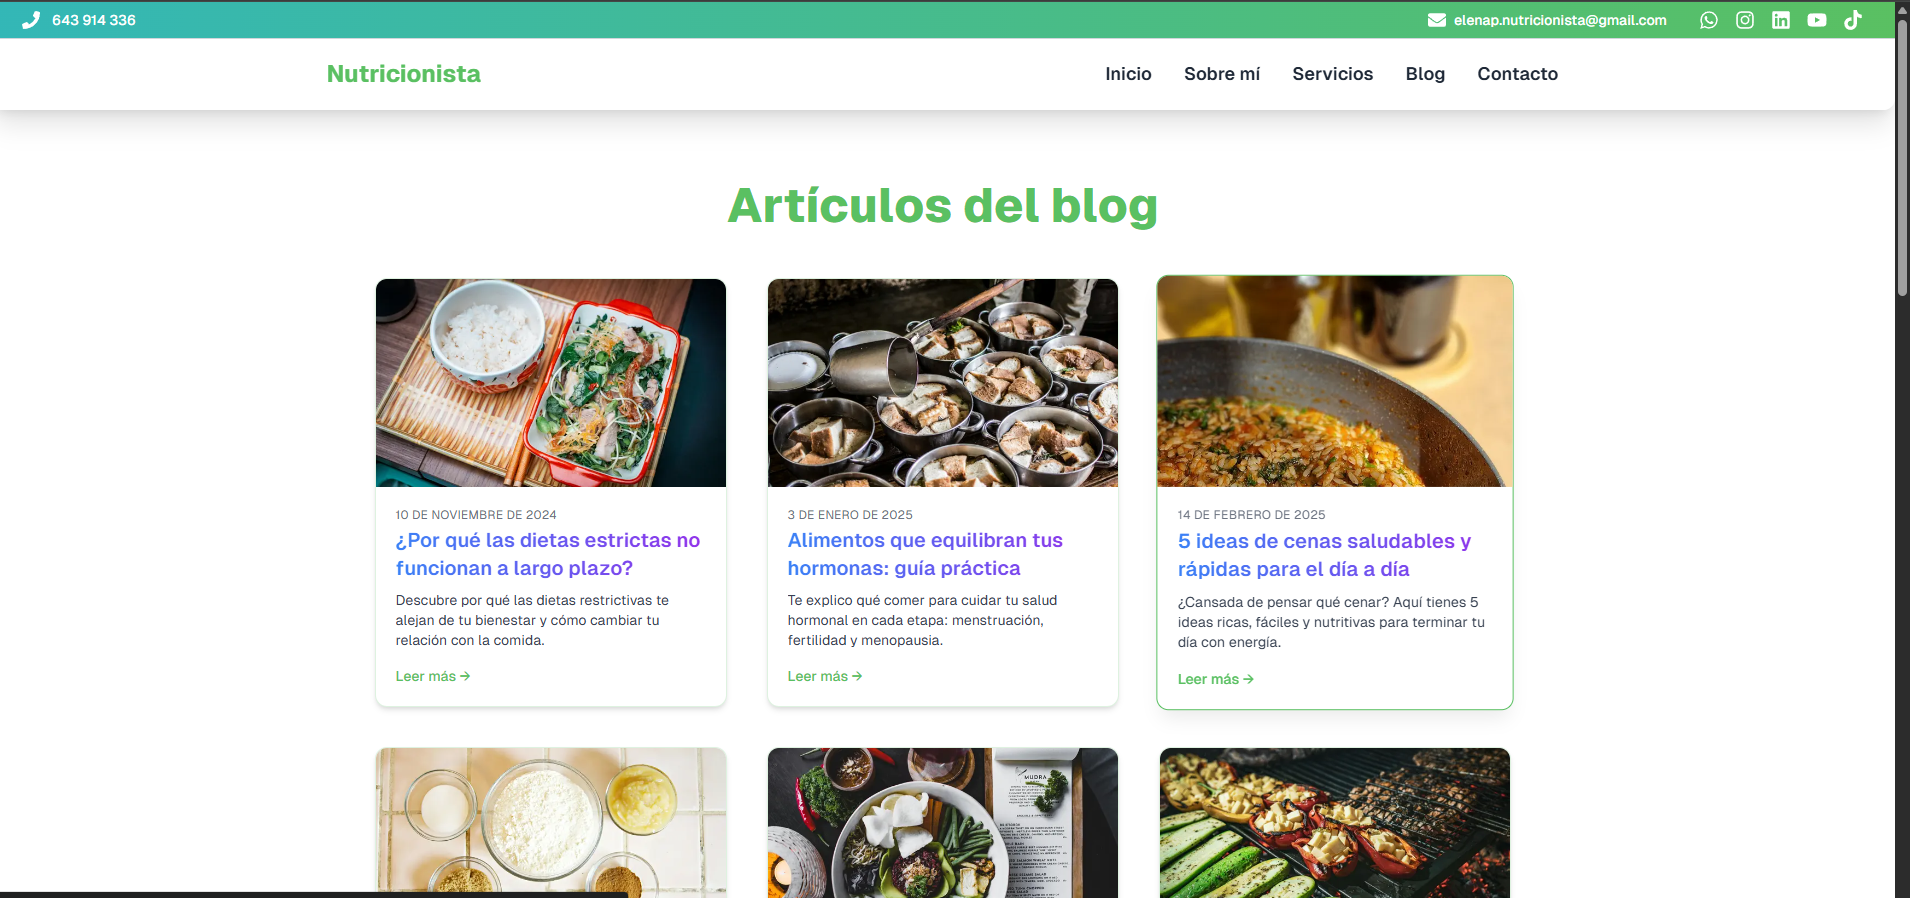 643 914 336
elenap.nutricionista@gmail.com
Nutricionista
Inicio Sobre mí Servicios Blog Contacto
Artículos del blog
10 DE NOVIEMBRE DE 2024
¿Por qué las dietas estrictas no
funcionan a largo plazo?
Descubre por qué las dietas restrictivas te
alejan de tu bienestar y cómo cambiar tu
relación con la comida.
Leer más →
3 DE ENERO DE 2025
Alimentos que equilibran tus
hormonas: guía práctica
Te explico qué comer para cuidar tu salud
hormonal en cada etapa: menstruación,
fertilidad y menopausia.
Leer más →
14 DE FEBRERO DE 2025
5 ideas de cenas saludables y
rápidas para el día a día
¿Cansada de pensar qué cenar? Aquí tienes 5
ideas ricas, fáciles y nutritivas para terminar tu
día con energía.
Leer más →
MUDRA